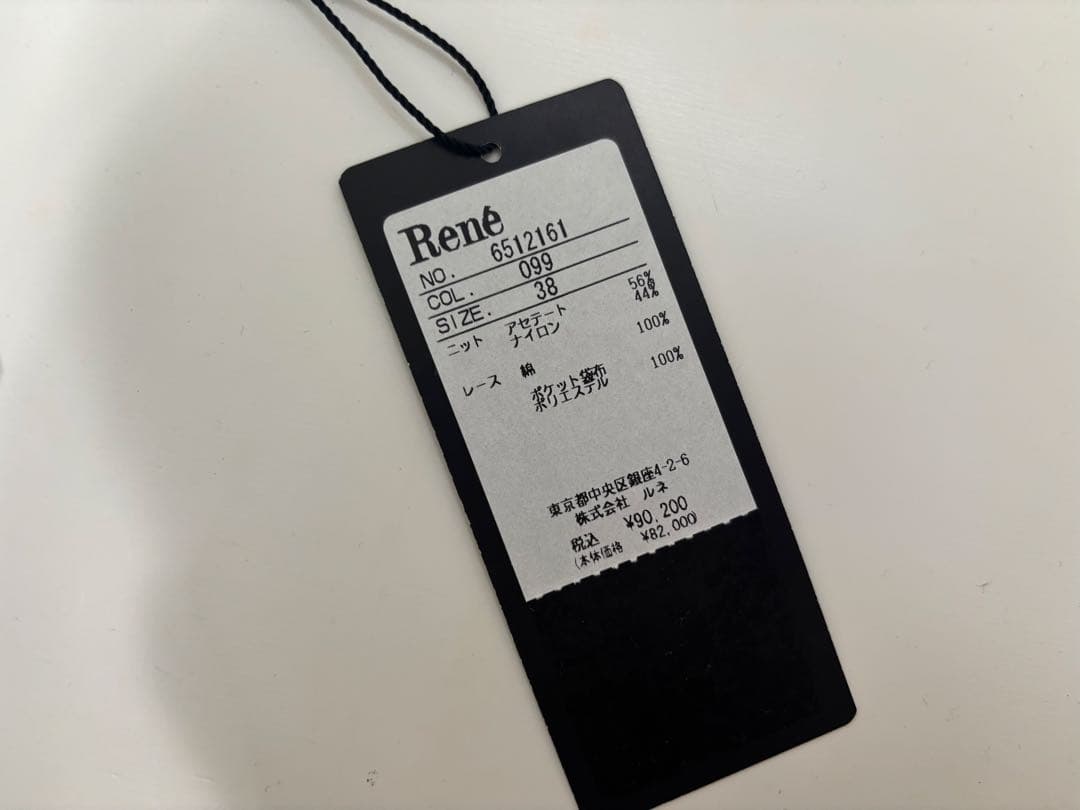 René
NO. 6512161
COL. 099
SIZE. 38
ニット アセテート 56%
ナイロン 44%
レース 綿 100%
ポケット袋布
ポリエステル 100%
東京都中央区銀座4-2-6
株式会社 ルネ
税込 ¥90,200
(本体価格 ¥82,000)